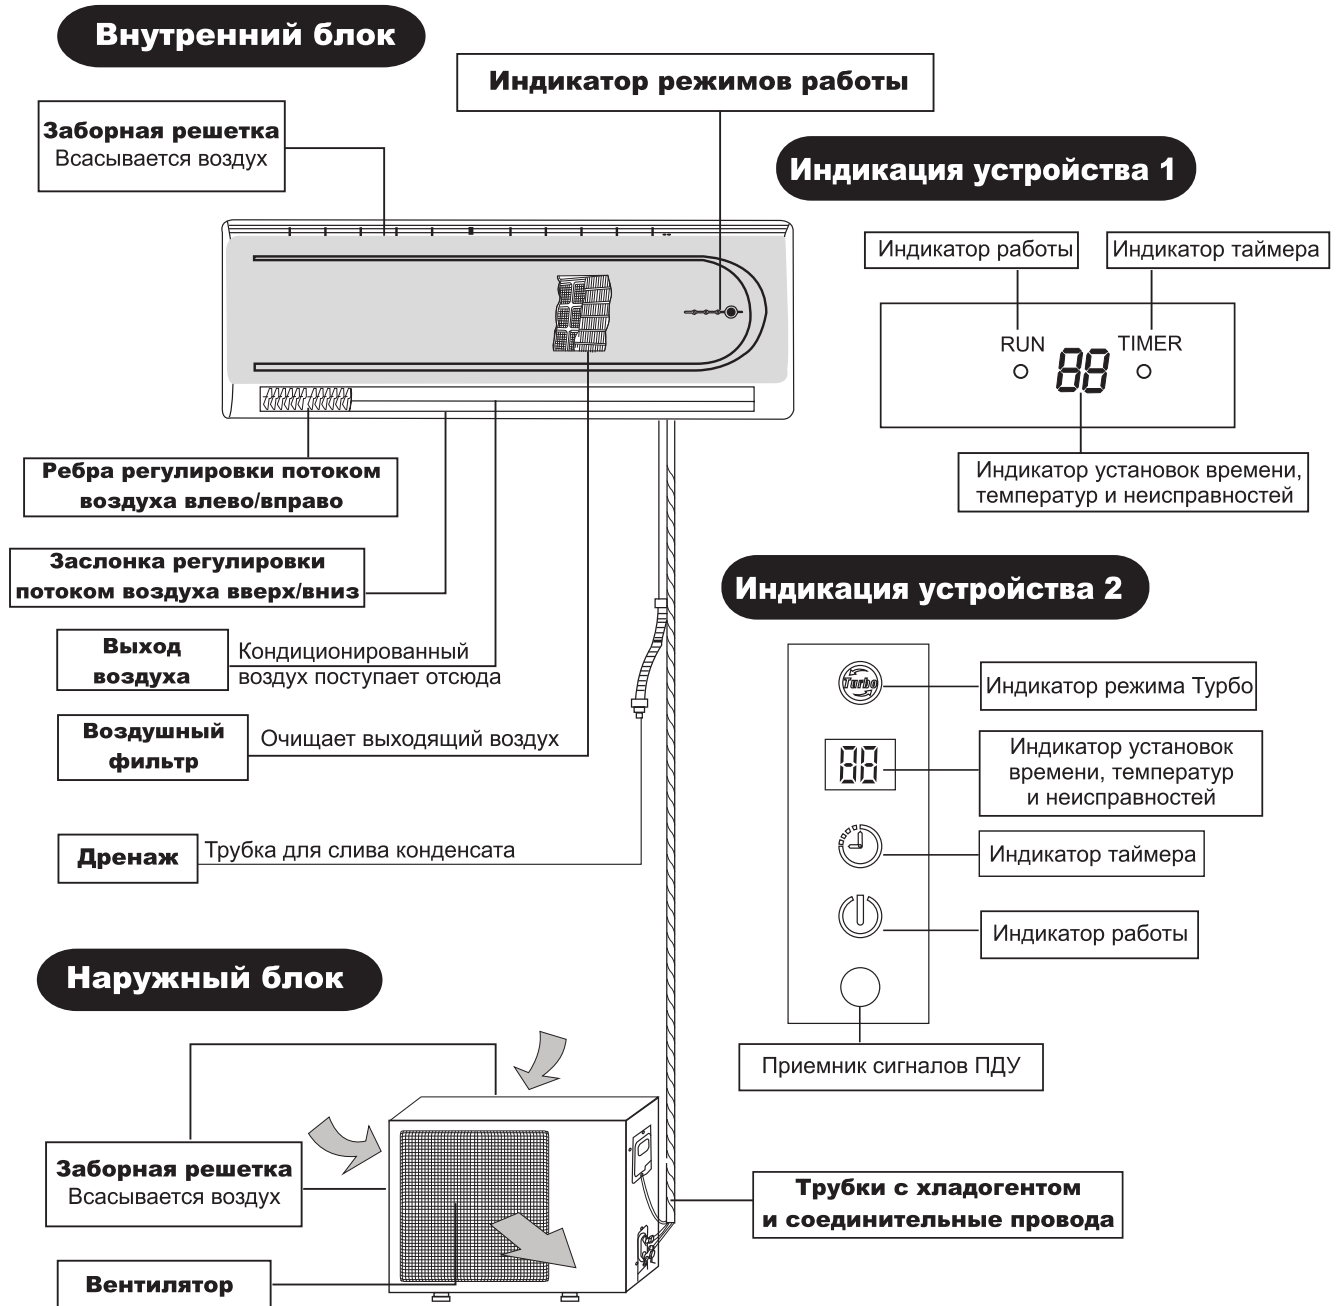 Внутренний блок
Индикатор режимов работы
Заборная решетка
Всасывается воздух
Индикация устройства 1
Индикатор работы
Индикатор таймера
RUN
88
TIMER
Индикатор установок времени,
температур и неисправностей
Ребра регулировки потоком
воздуха влево/вправо
Заслонка регулировки
потоком воздуха вверх/вниз
Выход
воздуха
Кондиционированный
воздух поступает отсюда
Воздушный
фильтр
Очищает выходящий воздух
Дренаж
Трубка для слива конденсата
Индикация устройства 2
Turbo
Индикатор режима Турбо
88
Индикатор установок
времени, температур
и неисправностей
Индикатор таймера
Индикатор работы
Приемник сигналов ПДУ
Наружный блок
Заборная решетка
Всасывается воздух
Вентилятор
Трубки с хладогентом
и соединительные провода